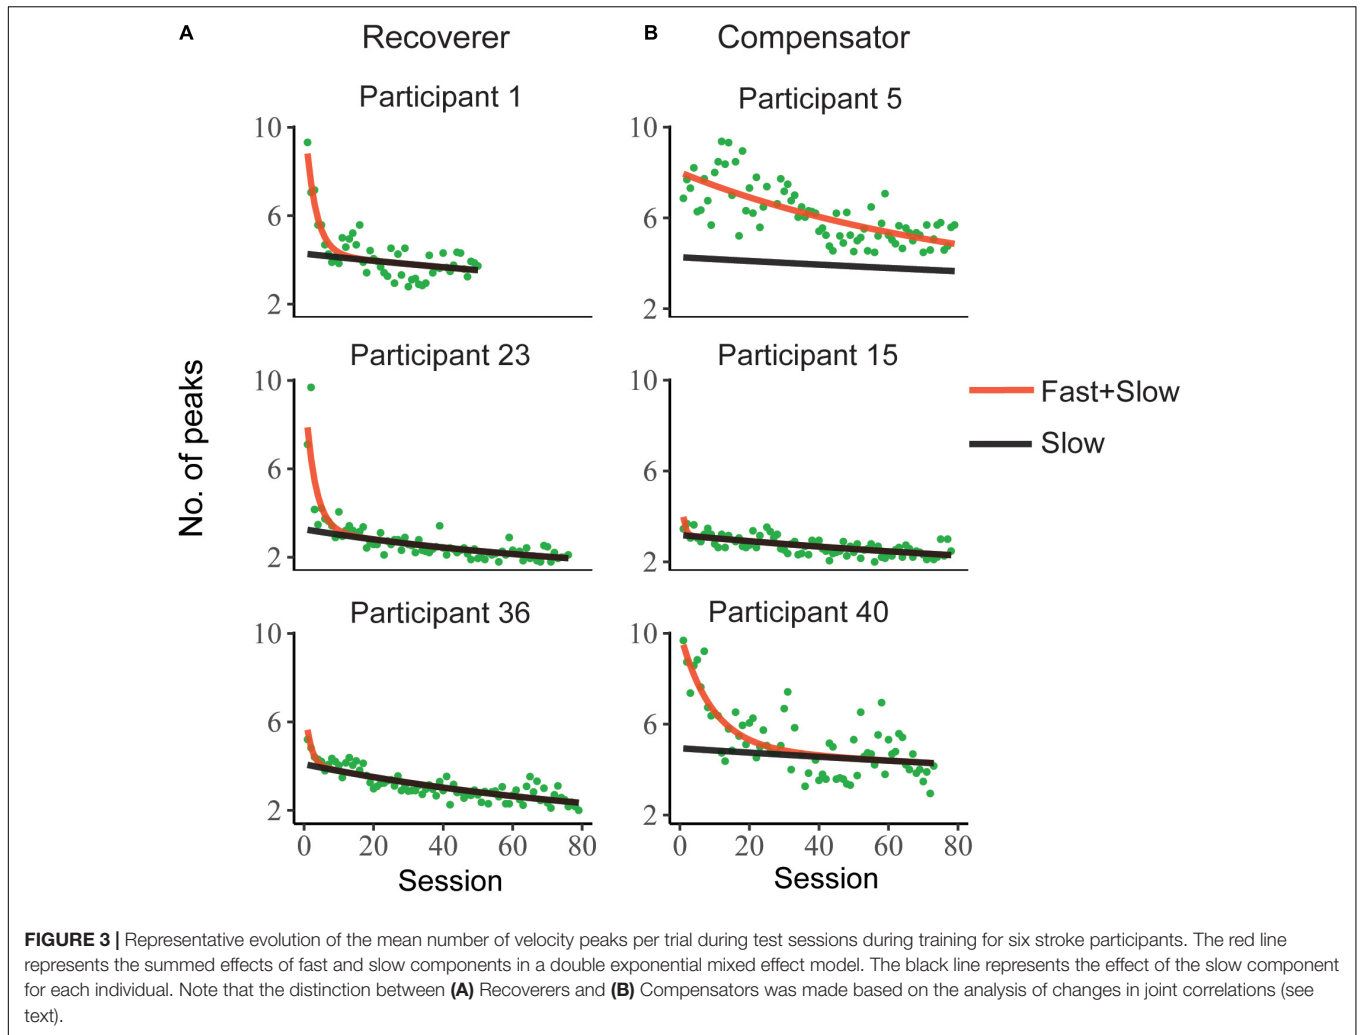 A Recoverer B Compensator
Participant 1 Participant 5
10 10
6 6
2 2
Participant 23 Participant 15
10 10
6 6
2 2
Participant 36 Participant 40
10 10
6 6
2 2
0 20 40 60 80 0 20 40 60 80
Session Session
No. of peaks
Fast+Slow
Slow
FIGURE 3 | Representative evolution of the mean number of velocity peaks per trial during test sessions during training for six stroke participants. The red line
represents the summed effects of fast and slow components in a double exponential mixed effect model. The black line represents the effect of the slow component
for each individual. Note that the distinction between (A) Recoverers and (B) Compensators was made based on the analysis of changes in joint correlations (see
text).